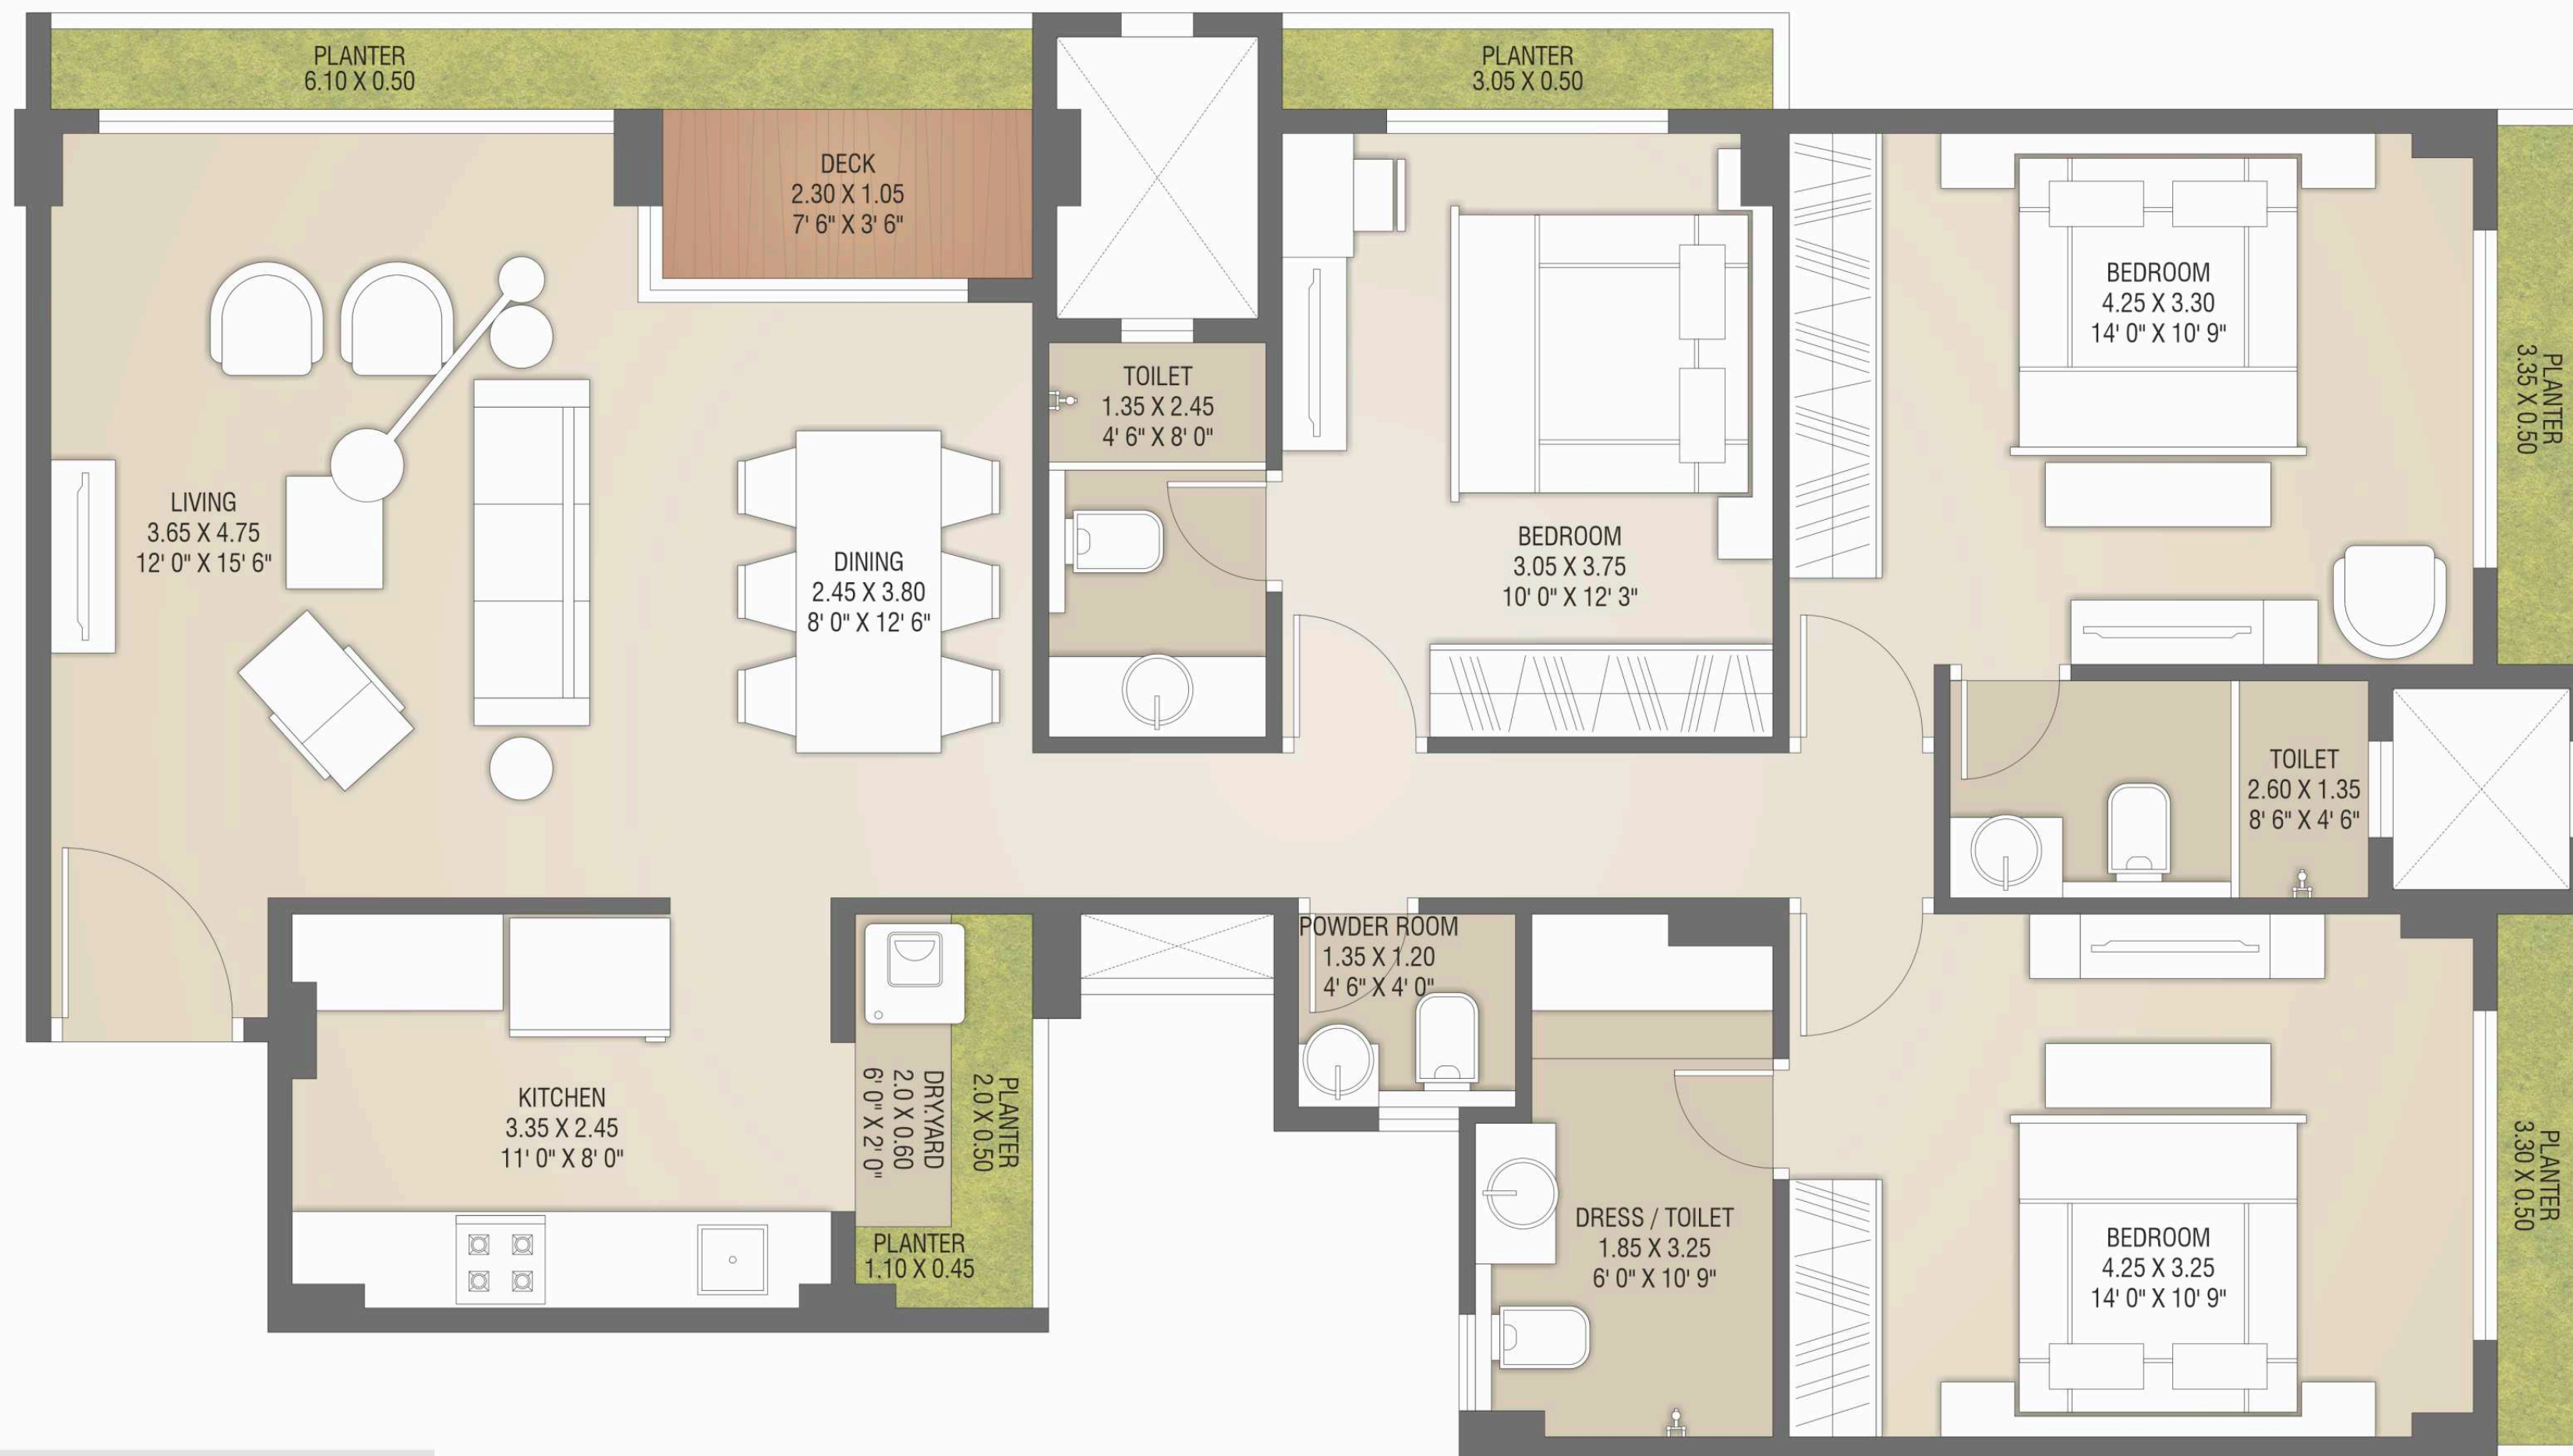 PLANTER
6.10 X 0.50
PLANTER
3.05 X 0.50
DECK
2.30 X 1.05
7' 6" X 3' 6"
BEDROOM
4.25 X 3.30
14' 0" X 10' 9"
PLANTER
3.35 X 0.50
TOILET
1.35 X 2.45
4' 6" X 8' 0"
LIVING
3.65 X 4.75
12' 0" X 15' 6"
DINING
2.45 X 3.80
8' 0" X 12' 6"
BEDROOM
3.05 X 3.75
10' 0" X 12' 3"
TOILET
2.60 X 1.35
8' 6" X 4' 6"
POWDER ROOM
1.35 X 1.20
4' 6" X 4' 0"
KITCHEN
3.35 X 2.45
11' 0" X 8' 0"
DRY.YARD
2.0 X 0.60
6' 0" X 2' 0"
PLANTER
2.0 X 0.50
PLANTER
1.10 X 0.45
DRESS / TOILET
1.85 X 3.25
6' 0" X 10' 9"
BEDROOM
4.25 X 3.25
14' 0" X 10' 9"
PLANTER
3.30 X 0.50